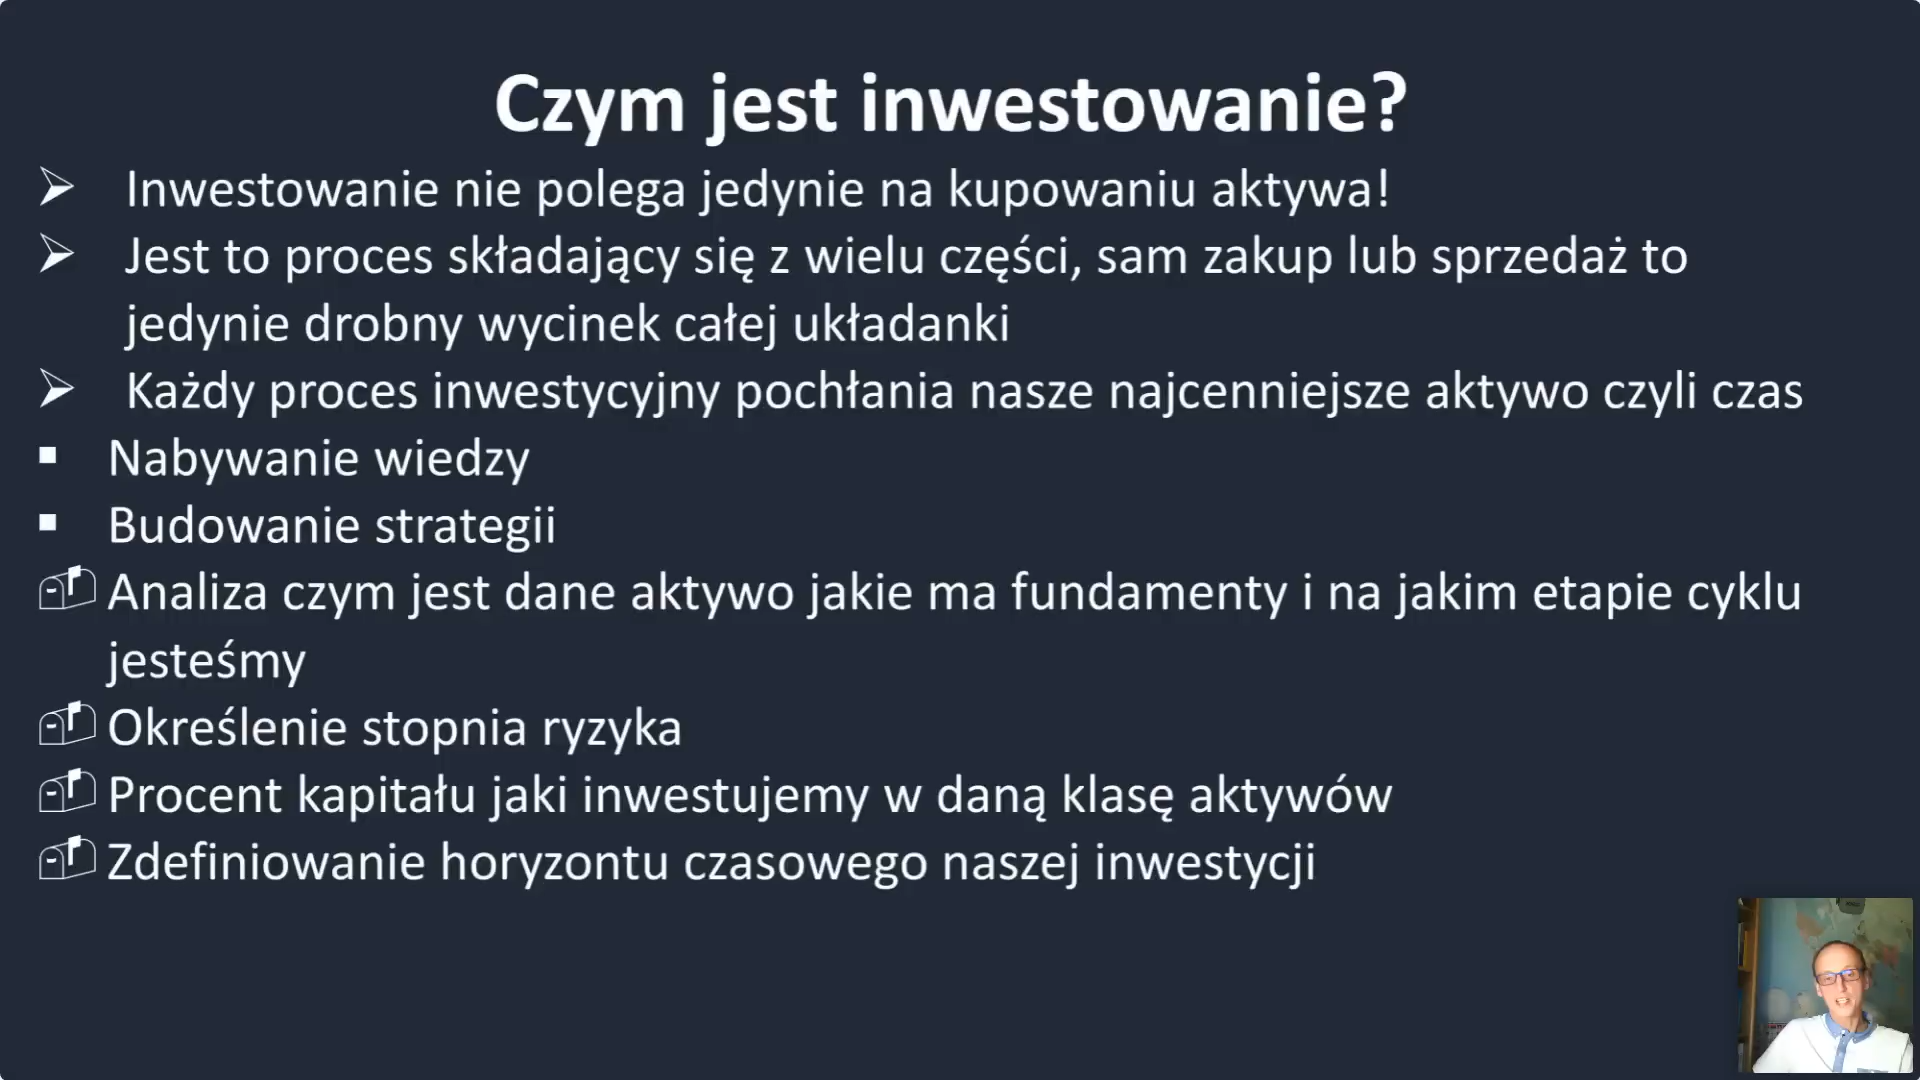 Czym jest inwestowanie?
Inwestowanie nie polega jedynie na kupowaniu aktywa!
Jest to proces składający się z wielu części, sam zakup lub sprzedaż to
jedynie drobny wycinek całej układanki
Każdy proces inwestycyjny pochłania nasze najcenniejsze aktywo czyli czas
Nabywanie wiedzy
Budowanie strategii
Analiza czym jest dane aktywo jakie ma fundamenty i na jakim etapie cyklu
jesteśmy
Określenie stopnia ryzyka
Procent kapitału jaki inwestujemy w daną klasę aktywów
Zdefiniowanie horyzontu czasowego naszej inwestycji